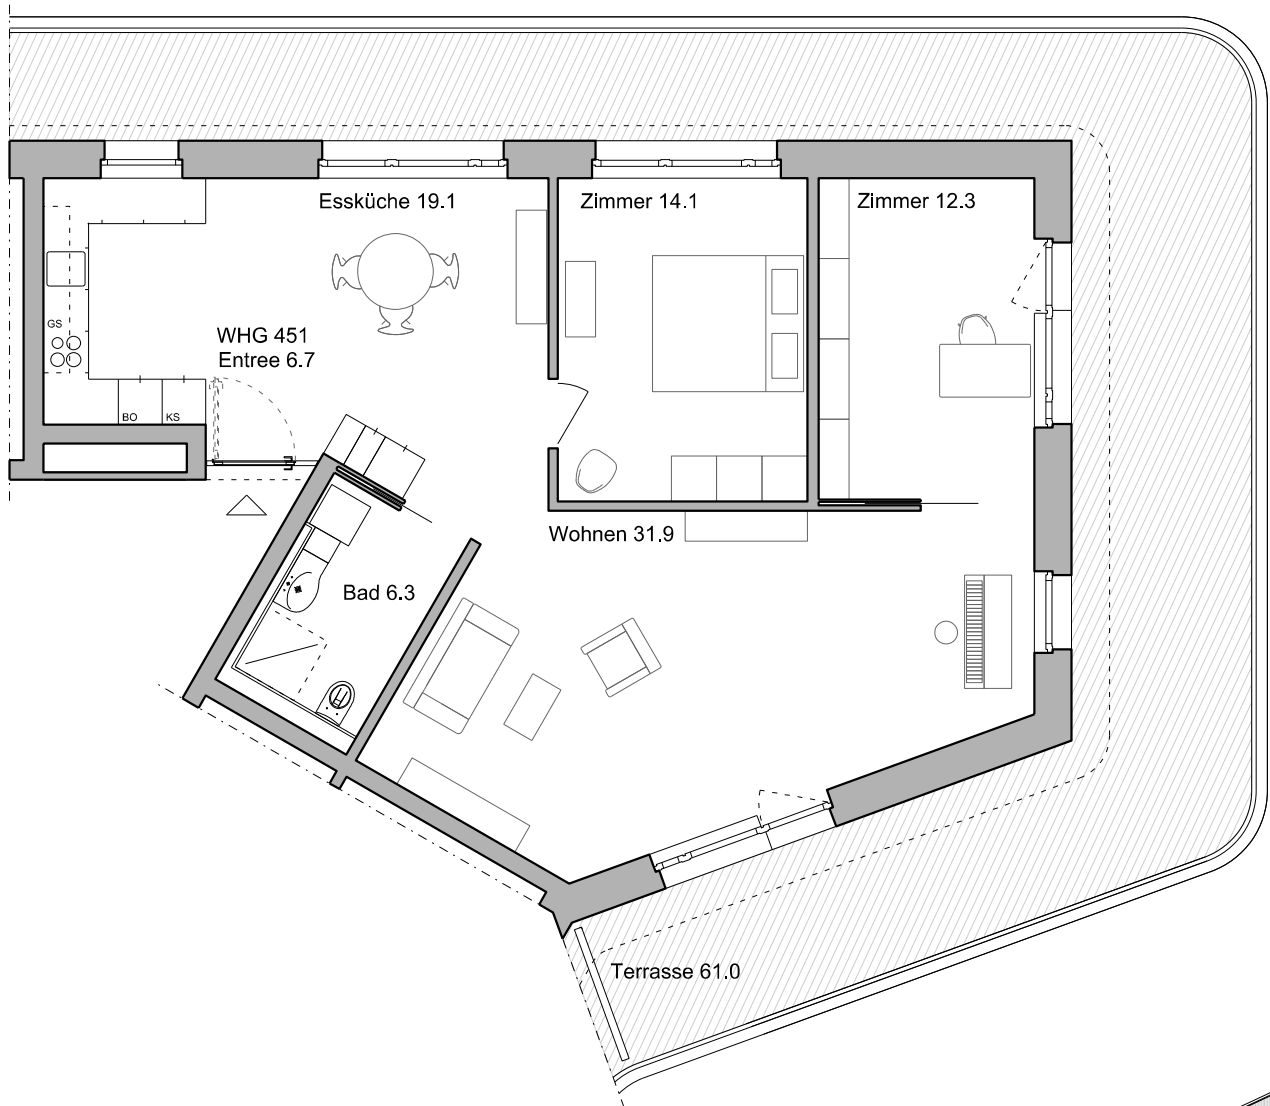 Essküche 19.1
Zimmer 14.1
Zimmer 12.3
GS
WHG 451
Entree 6.7
BO
KS
Wohnen 31.9
Bad 6.3
Terrasse 61.0